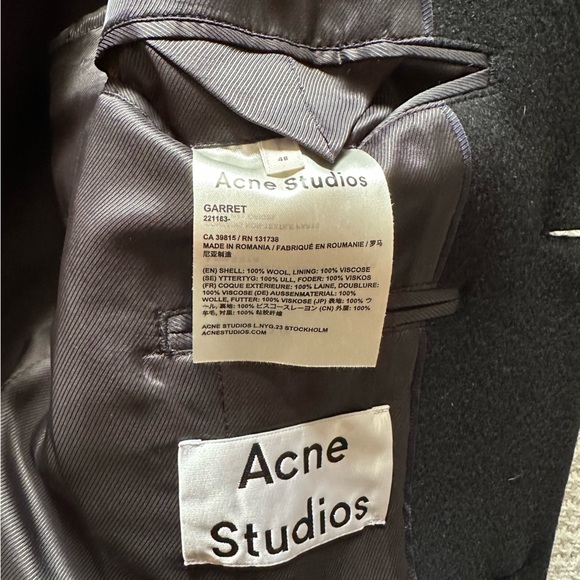 48
Acne Studios
GARRET
221163-
CA 39815 / RN 131738
MADE IN ROMANIA / FABRIQUÉ EN ROUMANIE / 罗马
尼亚制造
(EN) SHELL: 100% WOOL, LINING: 100% VISCOSE
(SE) YTTERTYG: 100% ULL, FODER: 100% VISKOS
(FR) COQUE EXTÉRIEURE: 100% LAINE, DOUBLURE:
100% VISCOSE (DE) AUSSENMATERIAL: 100%
WOLLE, FUTTER: 100% VISKOSE (JP) 表地: 100% ウ
ール, 裏地: 100% ビスコースレーヨン (CN) 外层: 100%
羊毛, 衬里: 100% 粘胶纤维
ACNE STUDIOS L.NYG.23 STOCKHOLM
ACNESTUDIOS.COM
Acne
Studios